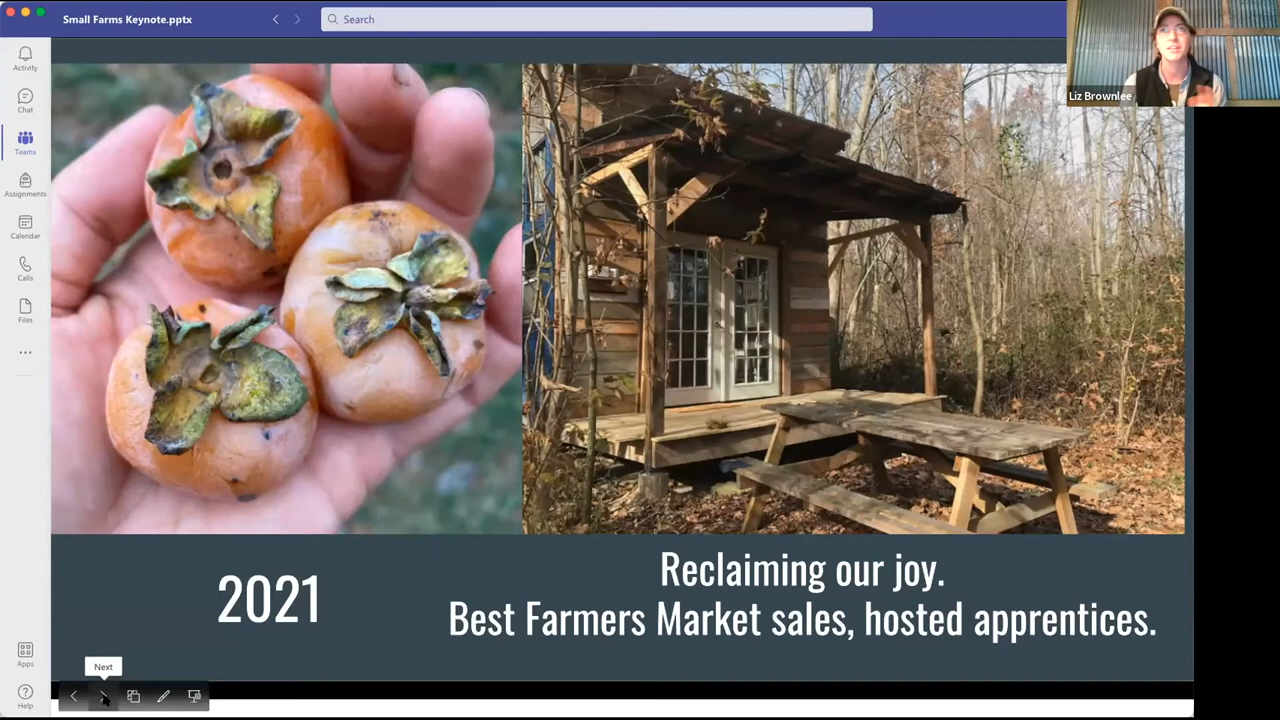 Small Farms Keynote.pptx
Search
Activity
Chat
Teams
Assignments
Calendar
Calls
Files
Apps
Help
Liz Brownlee
2021
Reclaiming our joy.
Best Farmers Market sales, hosted apprentices.
Next